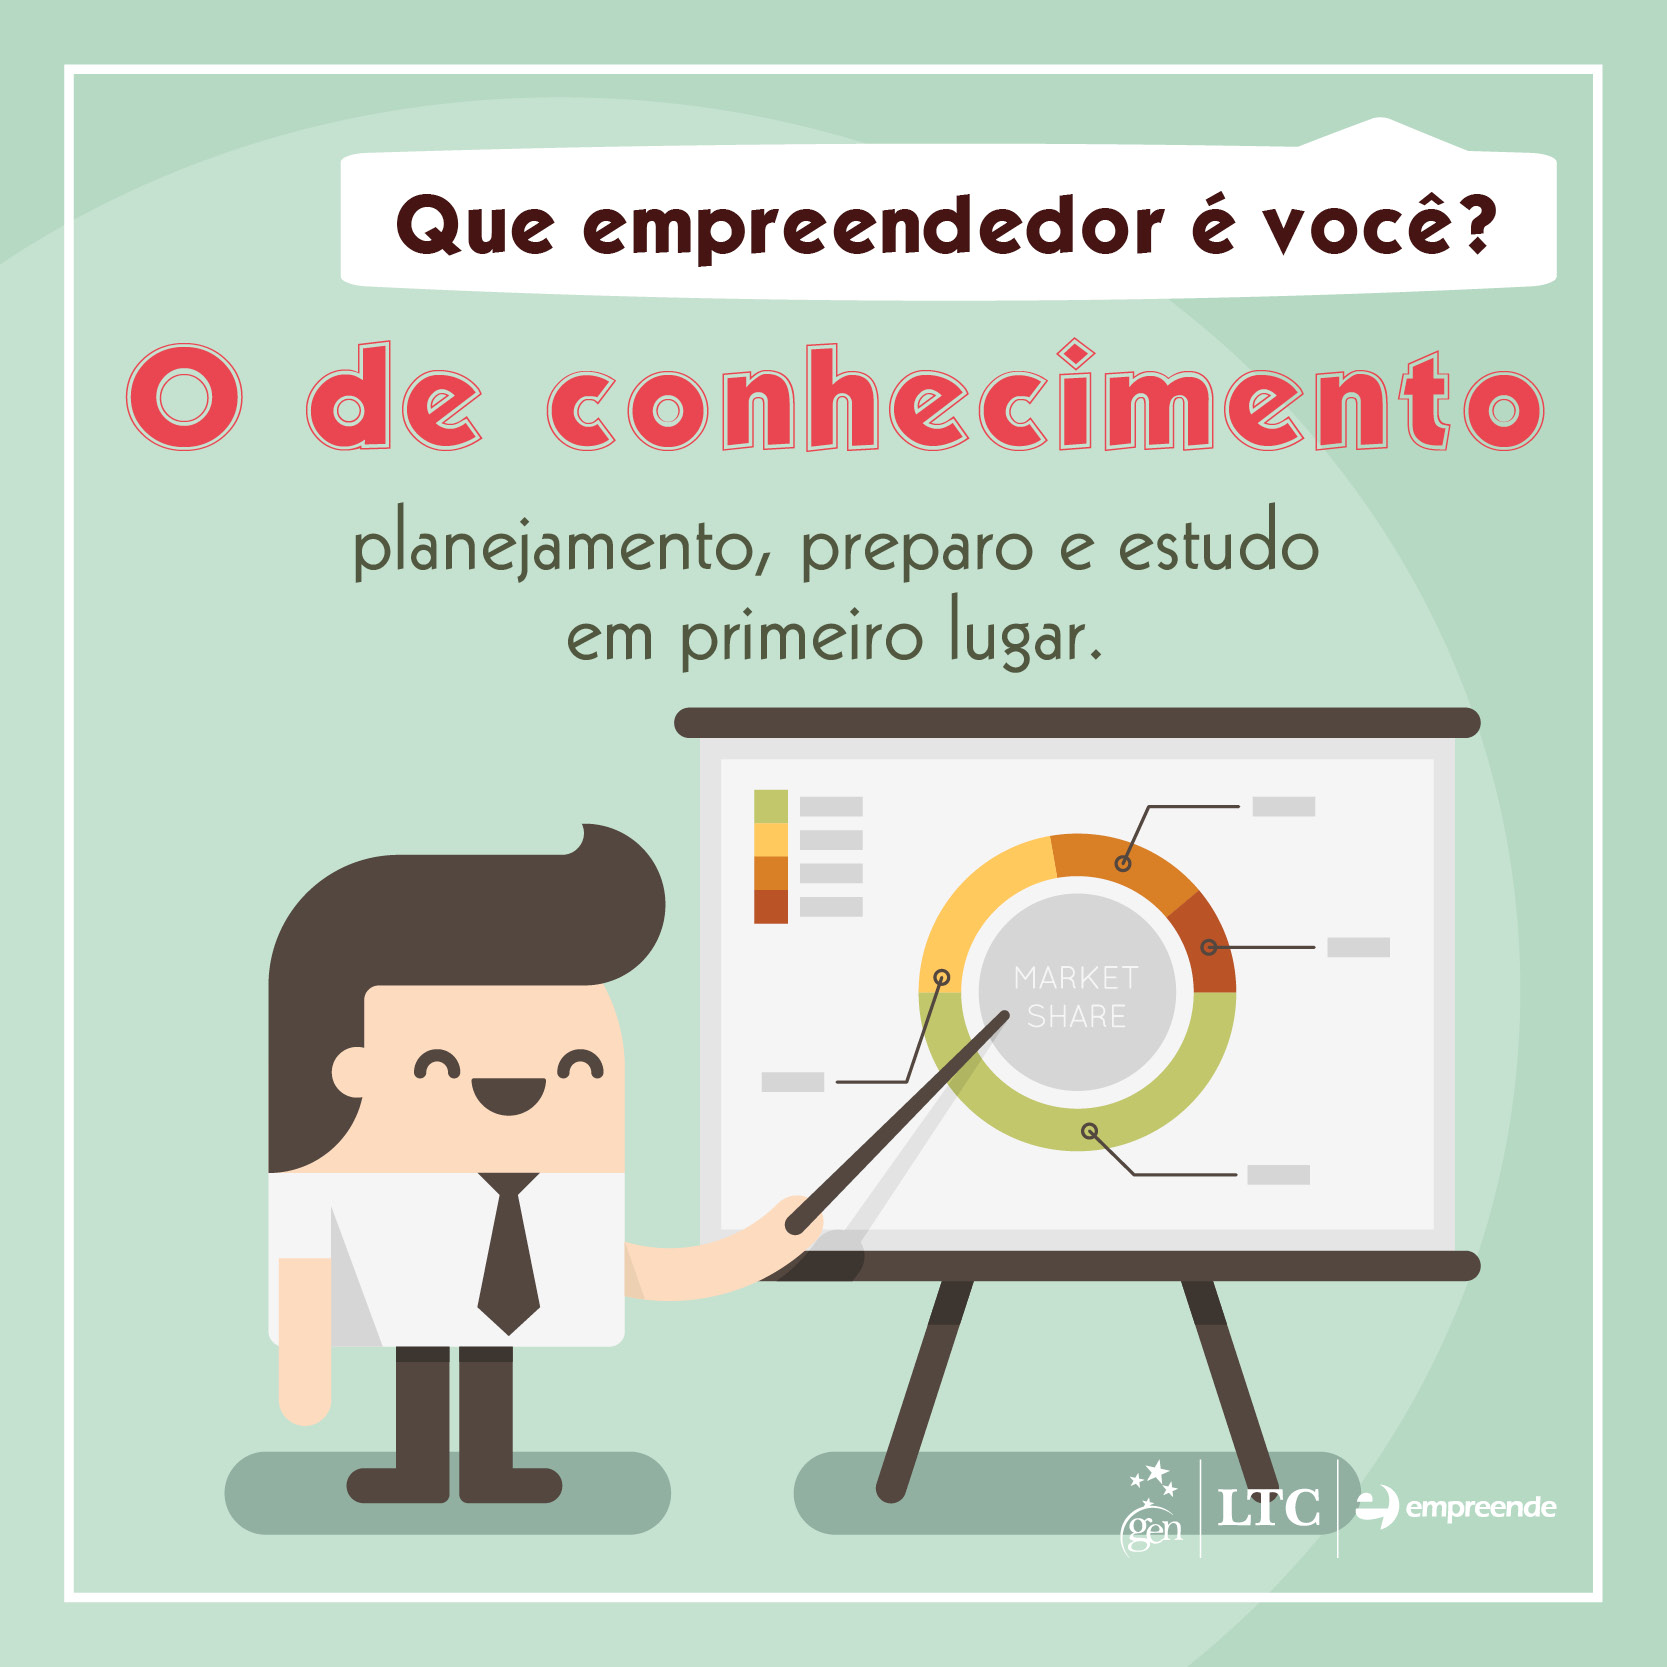 Que empreendedor é você?
O de conhecimento
planejamento, preparo e estudo
em primeiro lugar.
MARKET
SHARE
gen
LTC
empreende